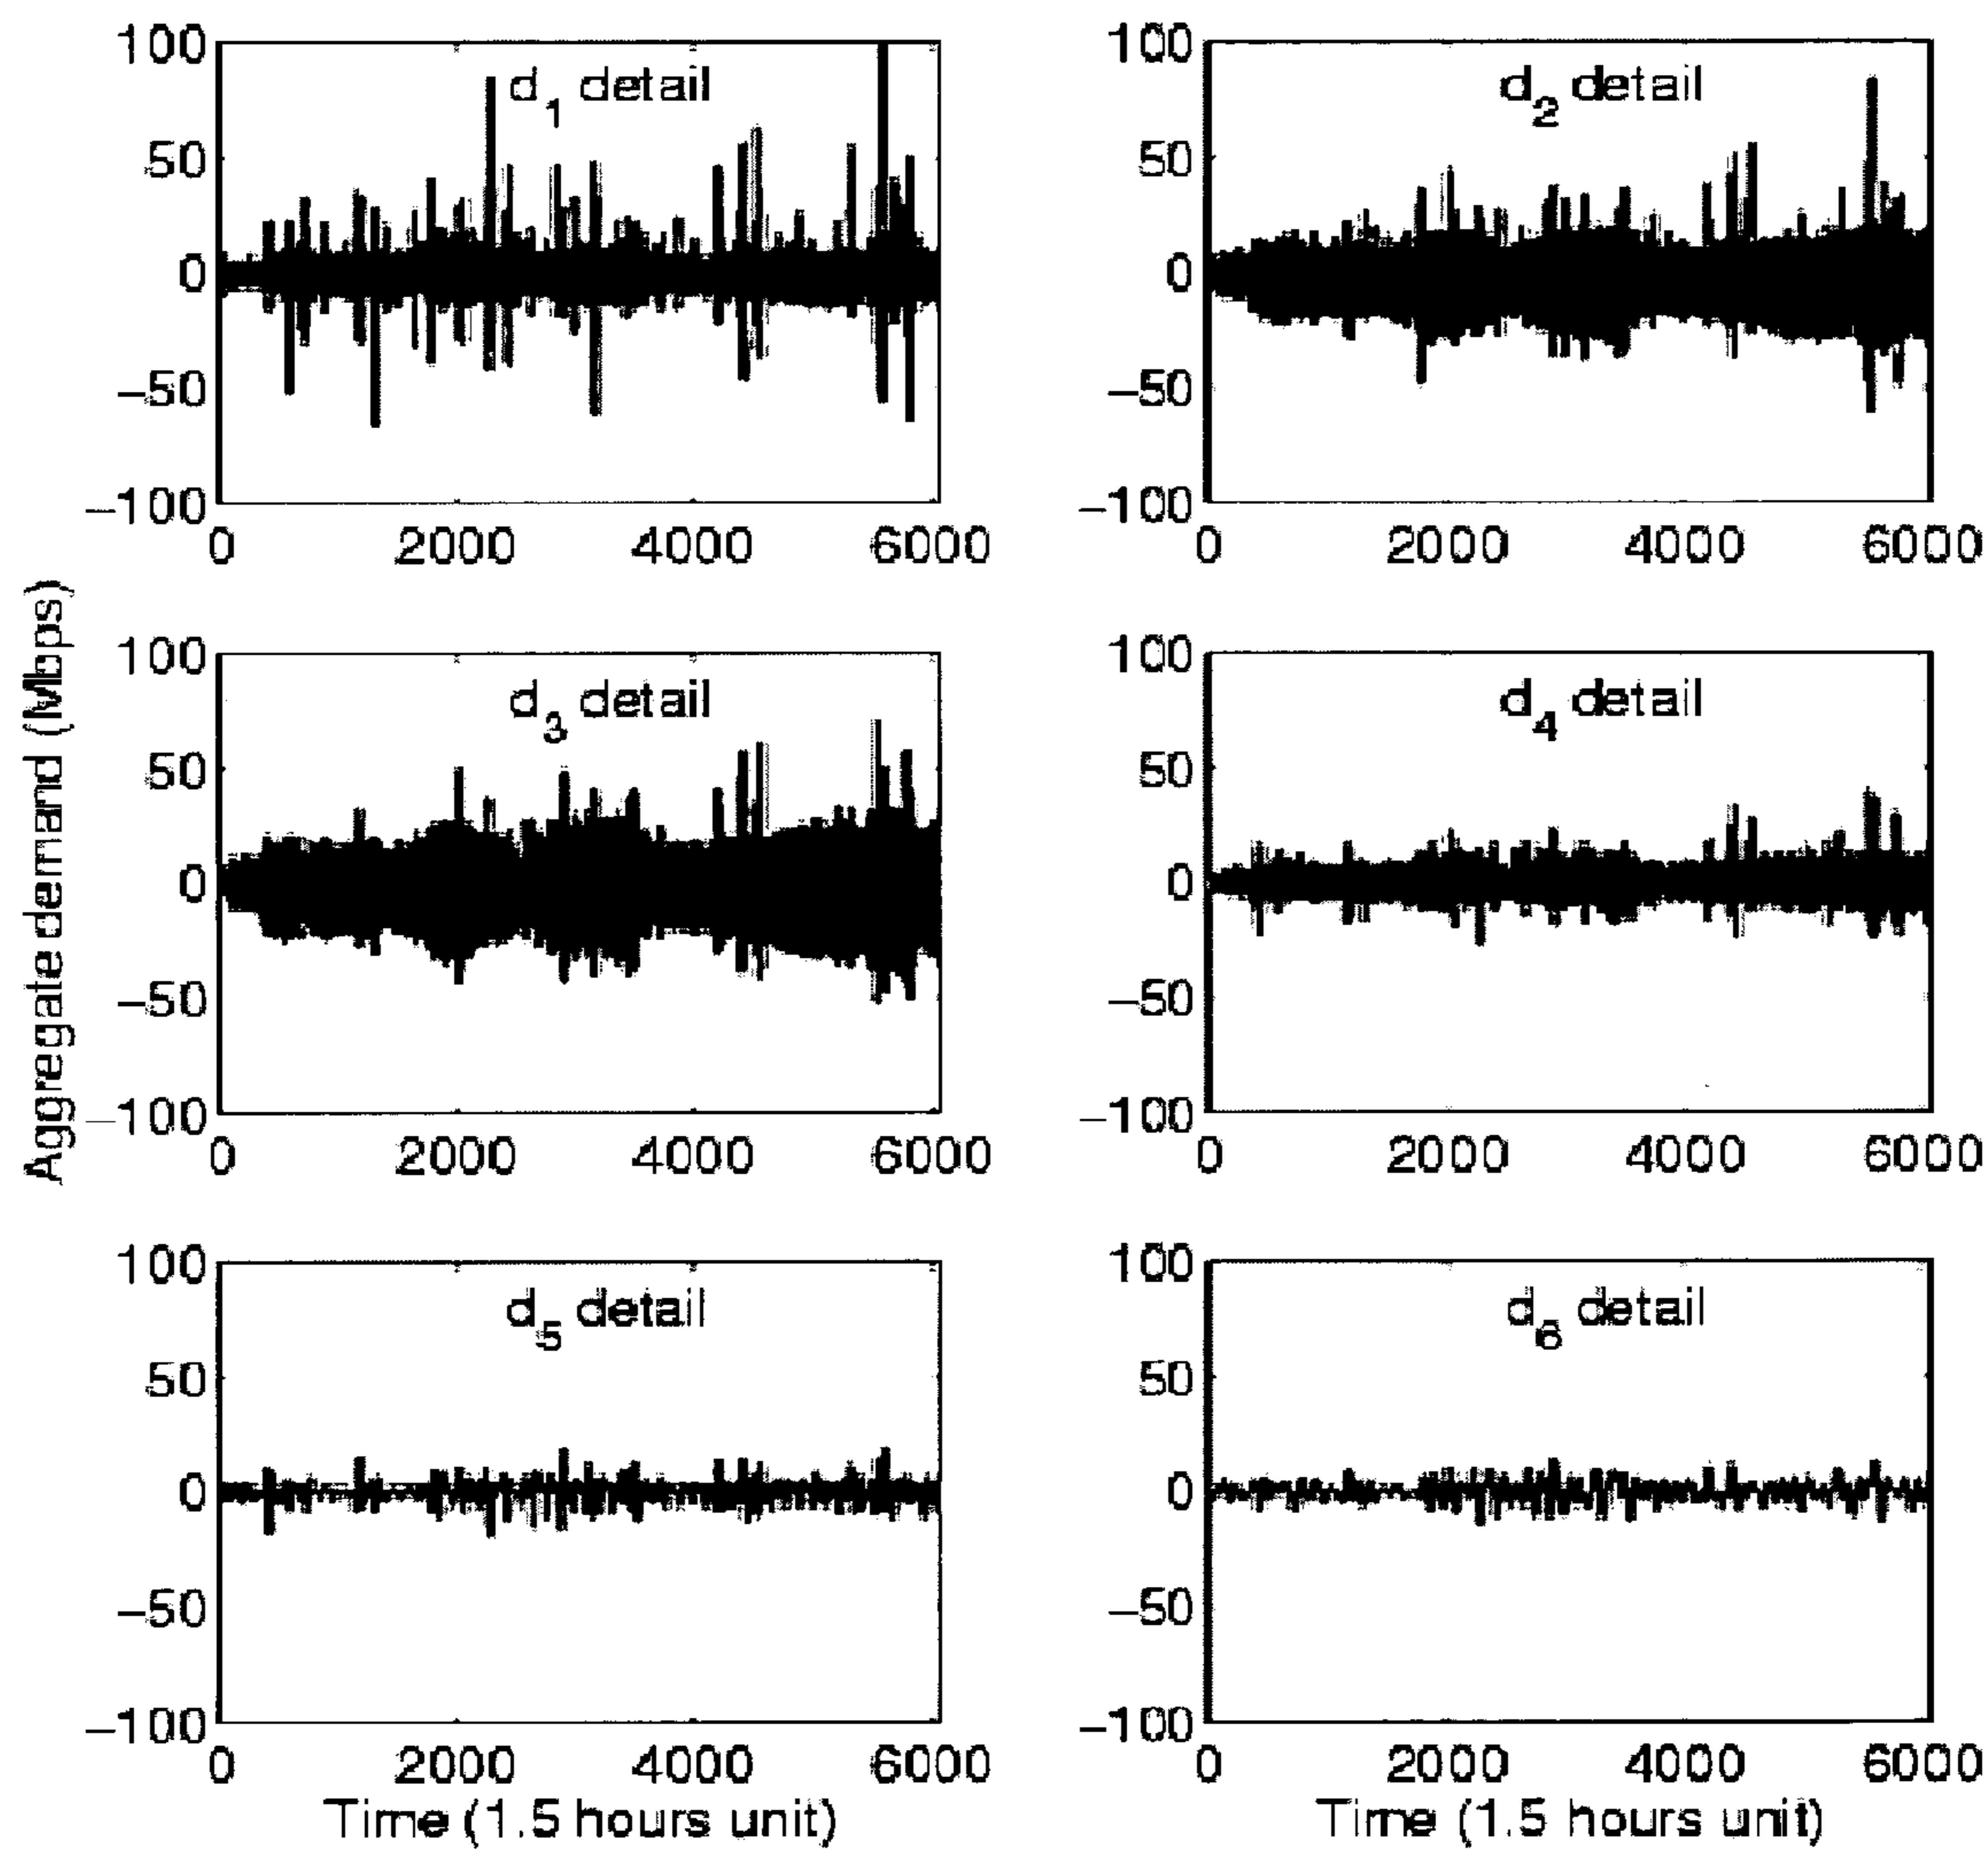 100
d1 detail
50
0
−50
−100
0 2000 4000 6000
100
d2 detail
50
0
−50
−100
0 2000 4000 6000
Aggregate demand (Mbps)
100
d3 detail
50
0
−50
−100
0 2000 4000 6000
100
d4 detail
50
0
−50
−100
0 2000 4000 6000
100
d5 detail
50
0
−50
−100
0 2000 4000 6000
Time (1.5 hours unit)
100
d6 detail
50
0
−50
−100
0 2000 4000 6000
Time (1.5 hours unit)